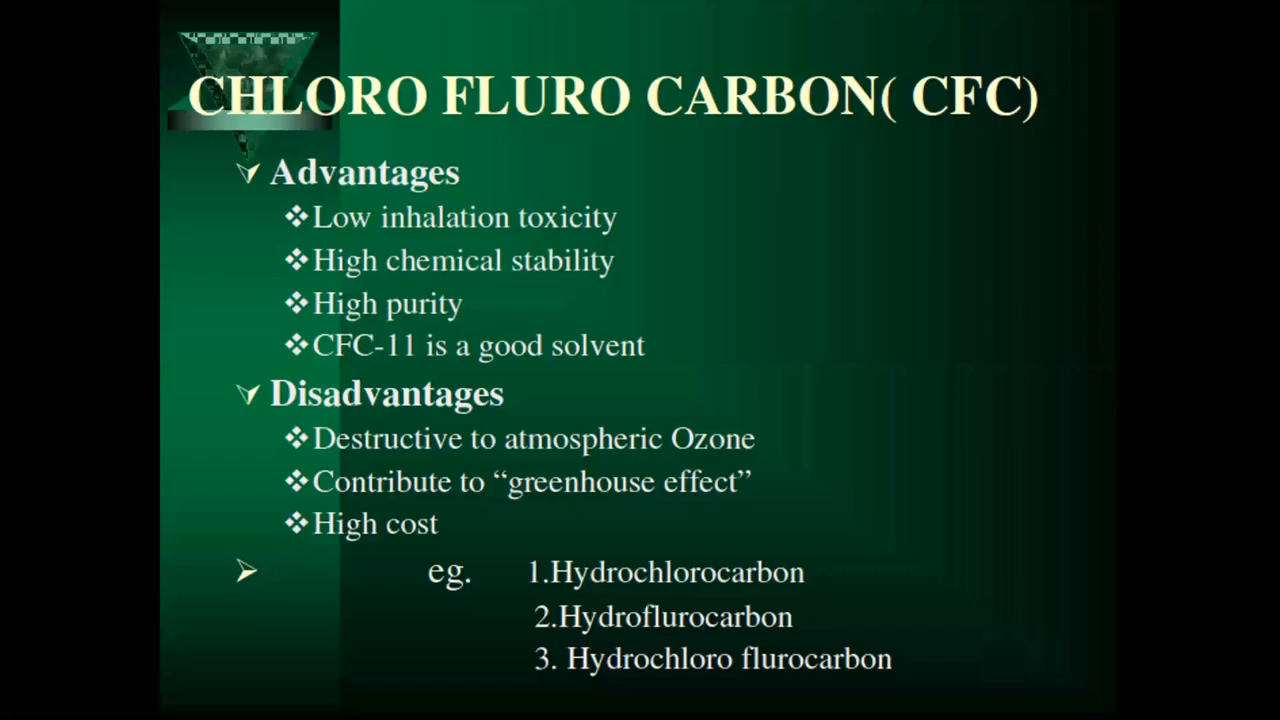 CHLORO FLURO CARBON( CFC)
Advantages
Low inhalation toxicity
High chemical stability
High purity
CFC-11 is a good solvent
Disadvantages
Destructive to atmospheric Ozone
Contribute to “greenhouse effect”
High cost
eg. 1.Hydrochlorocarbon
2.Hydroflurocarbon
3. Hydrochloro flurocarbon